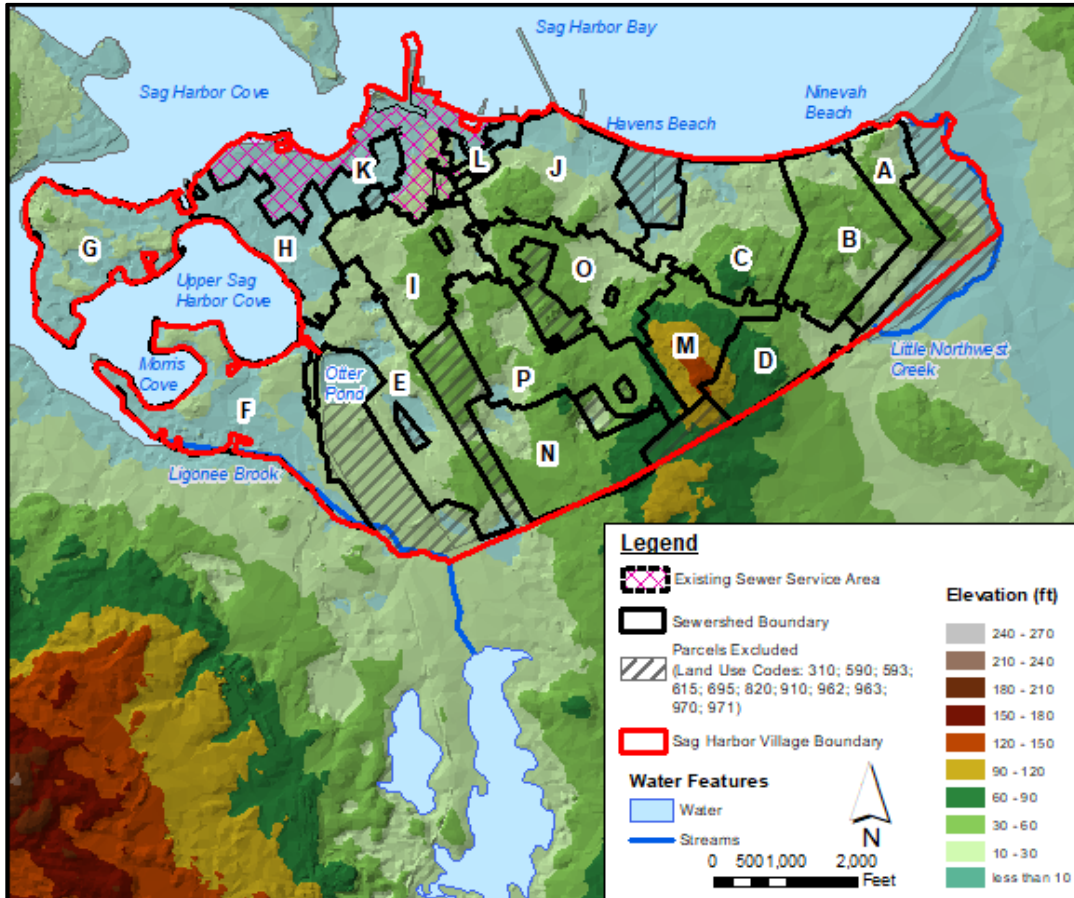 Sag Harbor Bay
Sag Harbor Cove
Ninevah
Beach
Havens Beach
K
L
J
A
G
H
B
C
O
I
Upper Sag
Harbor Cove
M
D
Little Northwest
Creek
Morris
Cove
Otter
Pond
E
P
F
N
Ligonee Brook
Legend
Existing Sewer Service Area
Sewershed Boundary
Parcels Excluded
(Land Use Codes: 310; 590; 593;
615; 695; 820; 910; 962; 963;
970; 971)
Sag Harbor Village Boundary
Water Features
Water
Streams
N
0 500 1,000 2,000
Feet
Elevation (ft)
240 - 270
210 - 240
180 - 210
150 - 180
120 - 150
90 - 120
60 - 90
30 - 60
10 - 30
less than 10